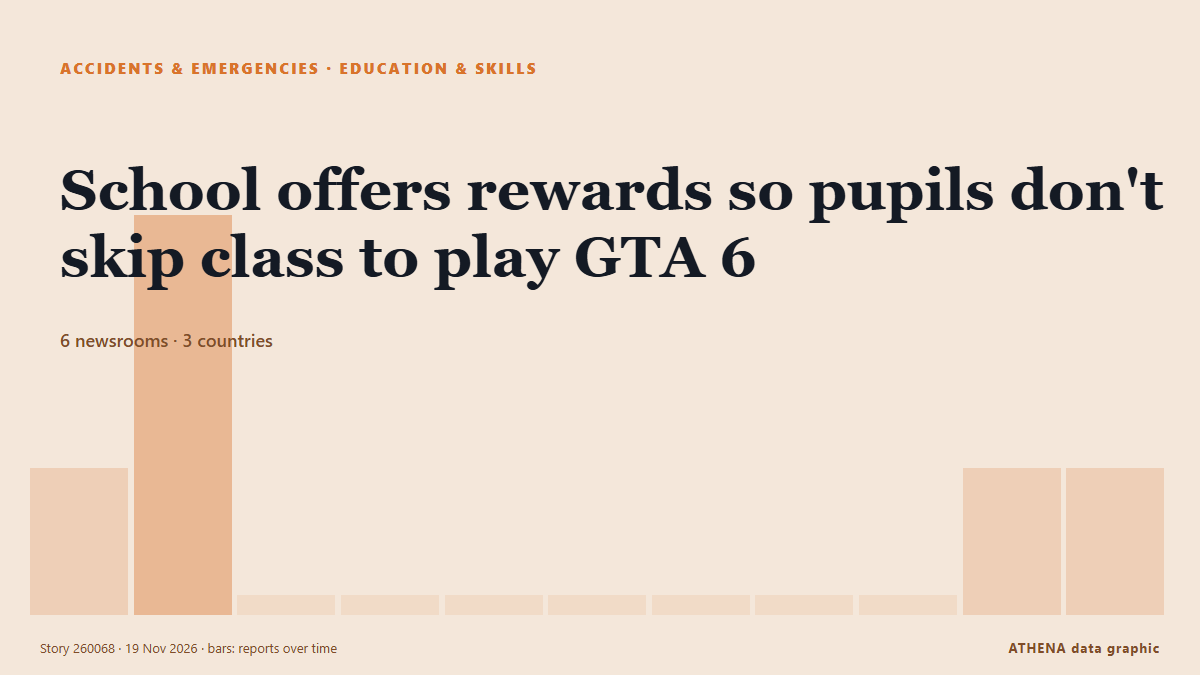 ACCIDENTS & EMERGENCIES · EDUCATION & SKILLS
School offers rewards so pupils don't
skip class to play GTA 6
6 newsrooms · 3 countries
Story 260068 · 19 Nov 2026 · bars: reports over time
ATHENA data graphic